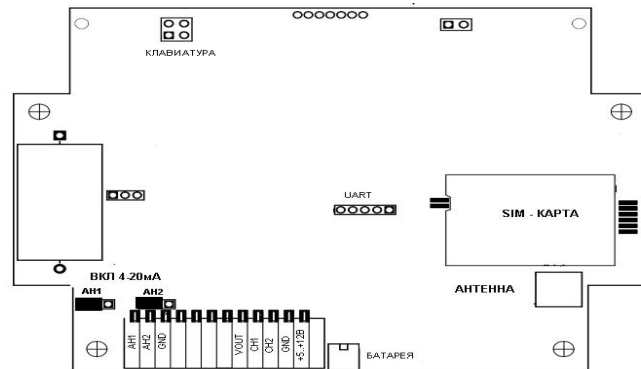 КЛАВИАТУРА
UART
SIM - КАРТА
ВКЛ 4-20мА
АН1
АН2
АНТЕННА
АН1
АН2
GND
VOUT
СН1
СН2
GND
+5..+12В
БАТАРЕЯ